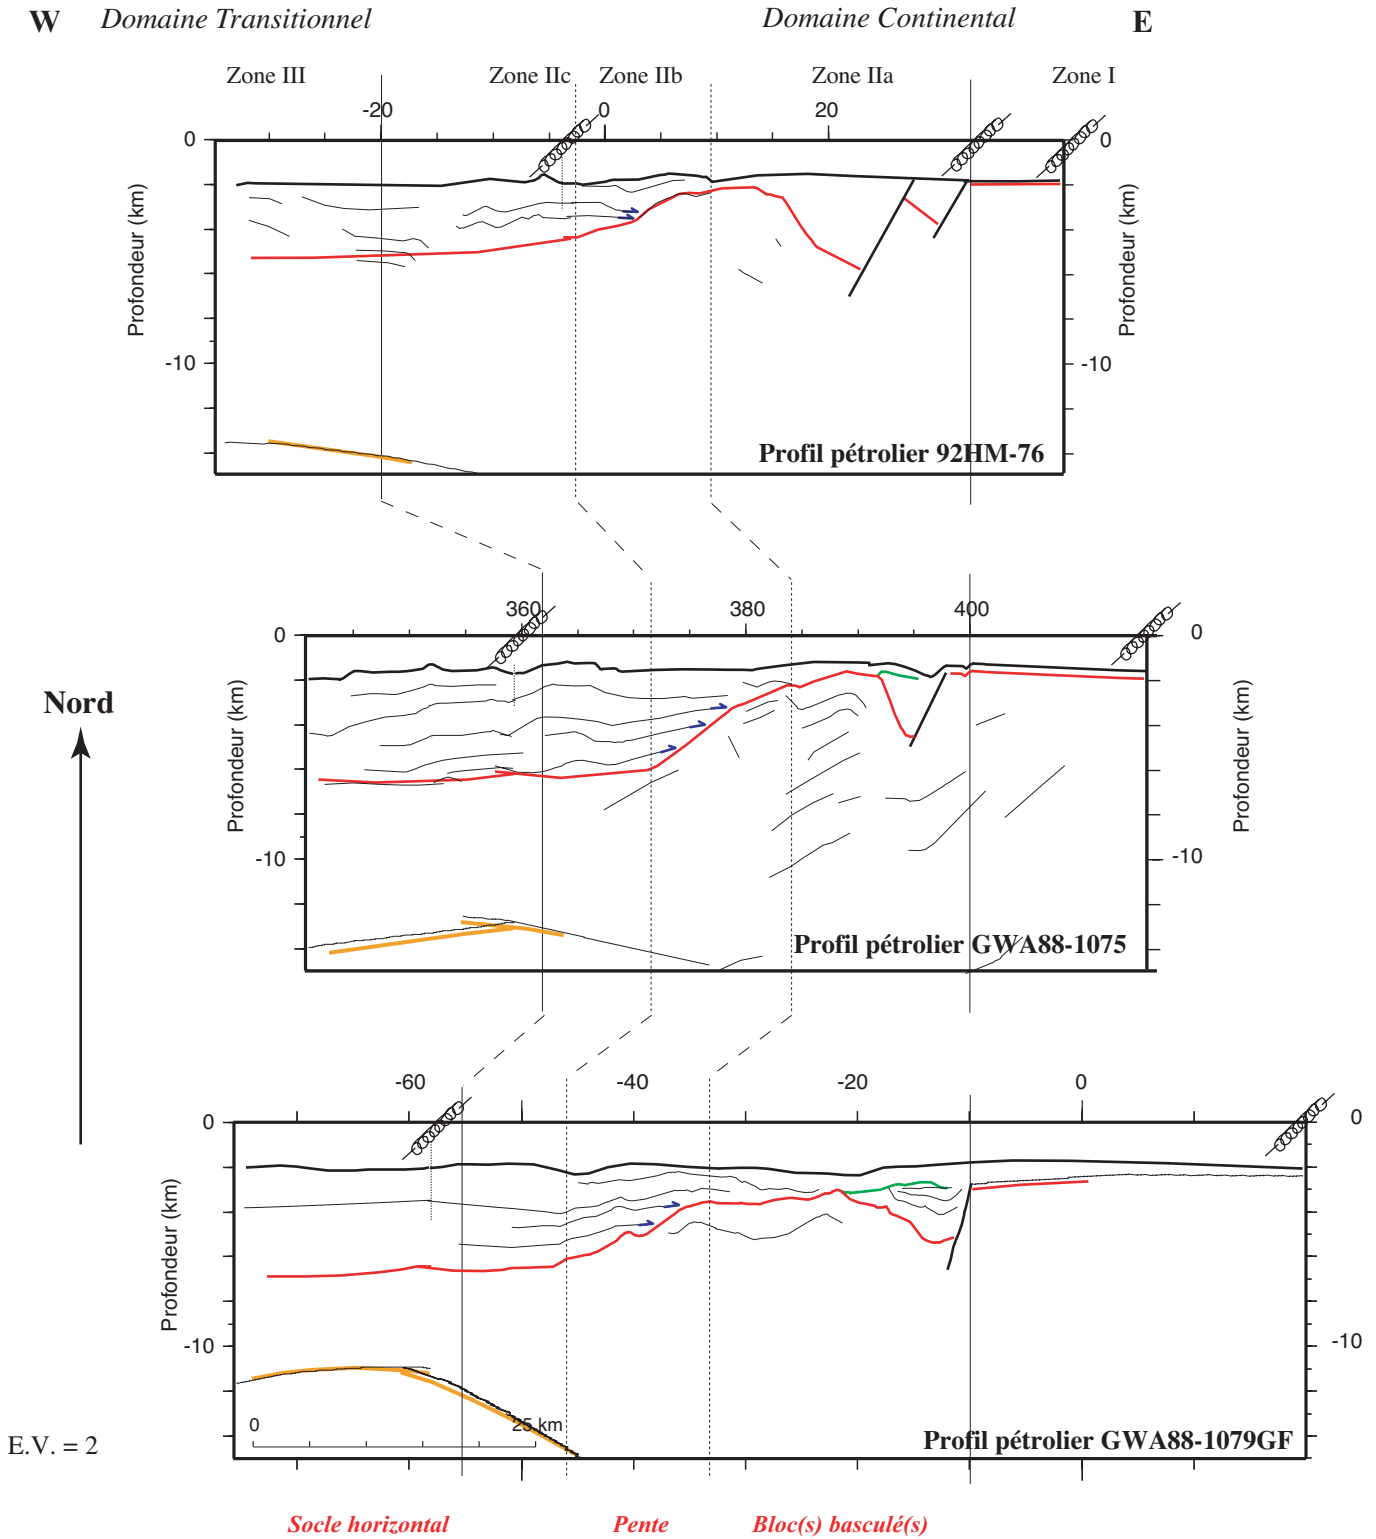 W Domaine Transitionnel Domaine Continental E
Zone III Zone IIc Zone IIb Zone IIa Zone I
-20 0 20
0 0
Profondeur (km) Profondeur (km)
-10 -10
Profil pétrolier 92HM-76
360 380 400
0 0
Nord
Profondeur (km) Profondeur (km)
-10 -10
Profil pétrolier GWA88-1075
-60 -40 -20 0
0 0
Profondeur (km)
-10 -10
0 25 km
E.V. = 2
Profil pétrolier GWA88-1079GF
Socle horizontal Pente Bloc(s) basculé(s)